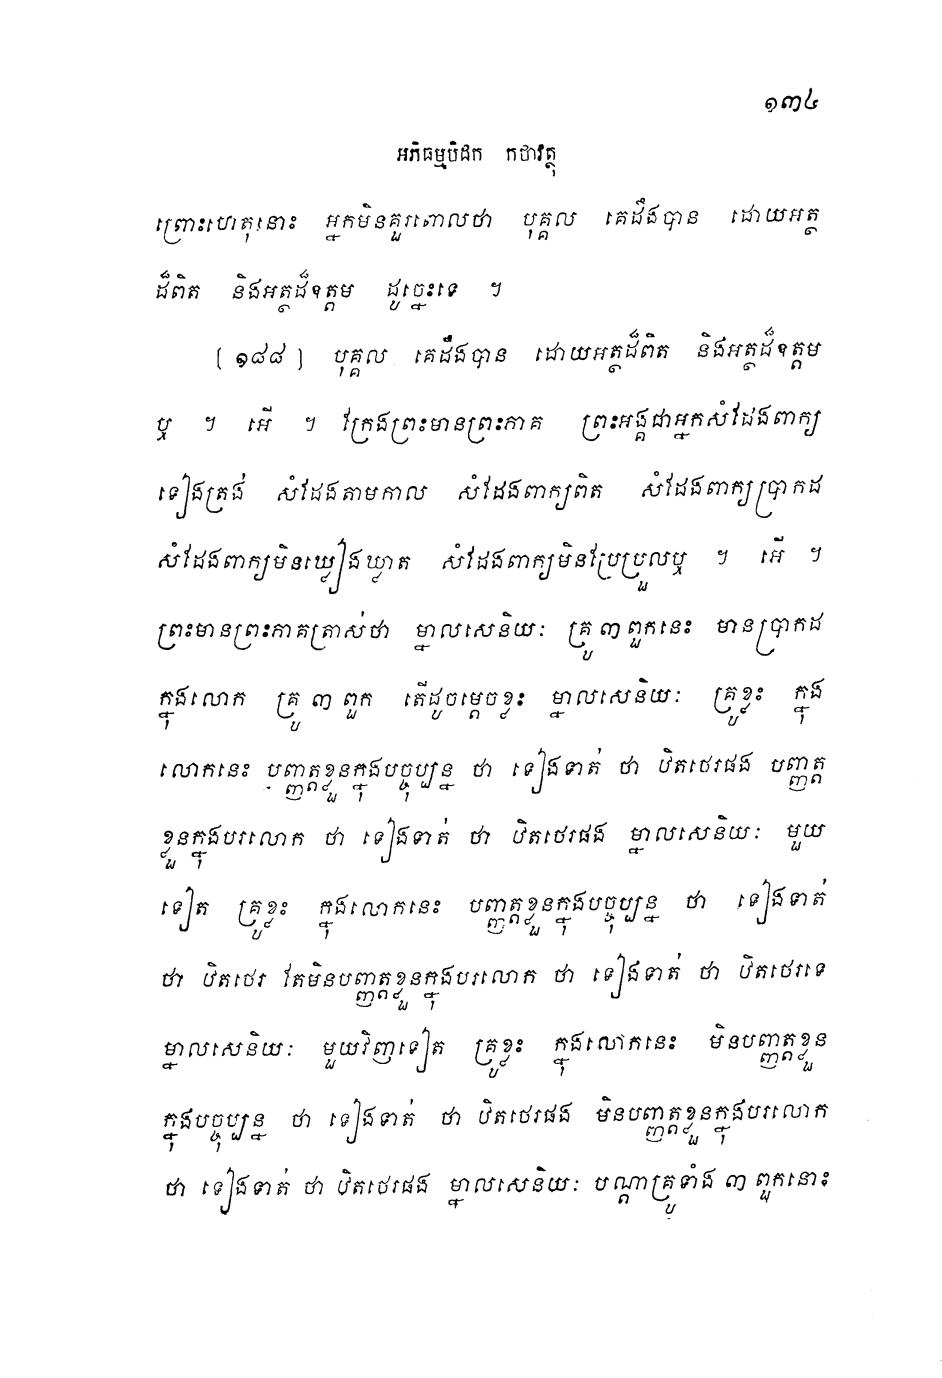 ១៣៤
អភិធម្មបិដក កថាវត្ថុ
ព្រោះហេតុនោះ អ្នកមិនគួរពោលថា បុគ្គល គេដឹងបាន ដោយអត្ថ
ដ៏ពិត និងអត្ថដ៏ឧត្តម ដូច្នេះទេ ។
[ ១៨៨ ] បុគ្គល គេដឹងបាន ដោយអត្ថដ៏ពិត និងអត្ថដ៏ឧត្តម
ឬ ។ អើ ។ ក្រែងព្រះមានព្រះភាគ ព្រះអង្គជាអ្នកសំដែងពាក្យ
ទៀងត្រង់ សំដែងតាមកាល សំដែងពាក្យពិត សំដែងពាក្យប្រាកដ
សំដែងពាក្យមិនឃ្លៀងឃ្លាត សំដែងពាក្យមិនប្រែប្រួលឬ ។ អើ ។
ព្រះមានព្រះភាគត្រាស់ថា ម្នាលសេនិយៈ គ្រូ ៣ ពួកនេះ មានប្រាកដ
ក្នុងលោក គ្រូ ៣ ពួក តើដូចម្តេចខ្លះ ម្នាលសេនិយៈ គ្រូខ្លះ ក្នុង
លោកនេះ បញ្ញត្តខ្លួនក្នុងបច្ចុប្បន្ន ថា ទៀងទាត់ ថា ឋិតថេរផង បញ្ញត្ត
ខ្លួនក្នុងបរលោក ថា ទៀងទាត់ ថា ឋិតថេរផង ម្នាលសេនិយៈ មួយ
ទៀត គ្រូខ្លះ ក្នុងលោកនេះ បញ្ញត្តខ្លួនក្នុងបច្ចុប្បន្ន ថា ទៀងទាត់
ថា ឋិតថេរ តែមិនបញ្ញត្តខ្លួនក្នុងបរលោក ថា ទៀងទាត់ ថា ឋិតថេរទេ
ម្នាលសេនិយៈ មួយវិញទៀត គ្រូខ្លះ ក្នុងលោកនេះ មិនបញ្ញត្តខ្លួន
ក្នុងបច្ចុប្បន្ន ថា ទៀងទាត់ ថា ឋិតថេរផង មិនបញ្ញត្តខ្លួនក្នុងបរលោក
ថា ទៀងទាត់ ថា ឋិតថេរផង ម្នាលសេនិយៈ បណ្តាគ្រូទាំង ៣ ពួកនោះ